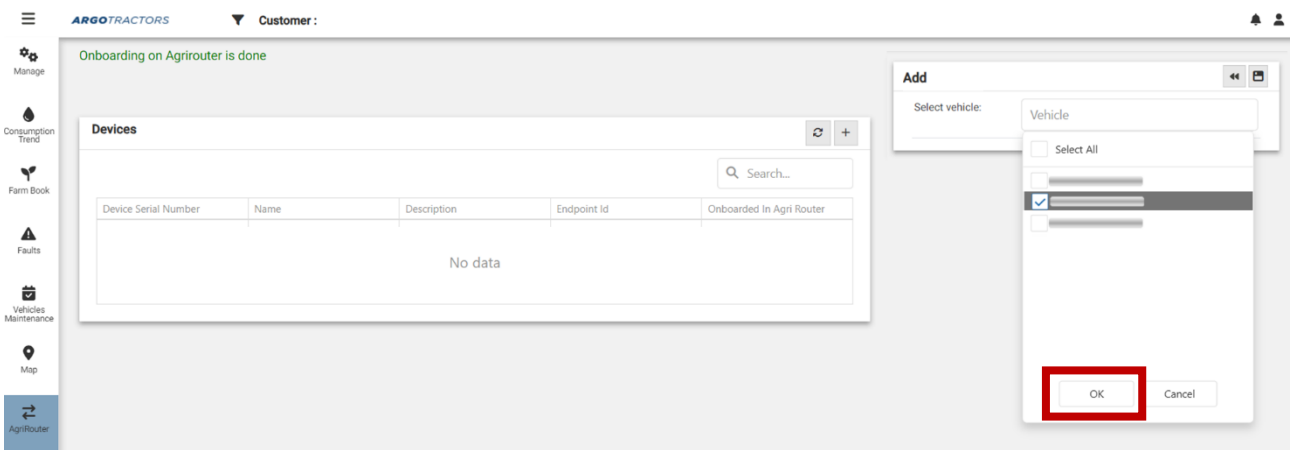 ARGOTRACTORS
Customer :
Manage
Consumption
Trend
Farm Book
Faults
Vehicles
Maintenance
Map
AgriRouter
Onboarding on Agrirouter is done
Devices
Search...
Device Serial Number Name Description Endpoint Id Onboarded In Agri Router
No data
Add
Select vehicle:
Vehicle
Select All
OK Cancel